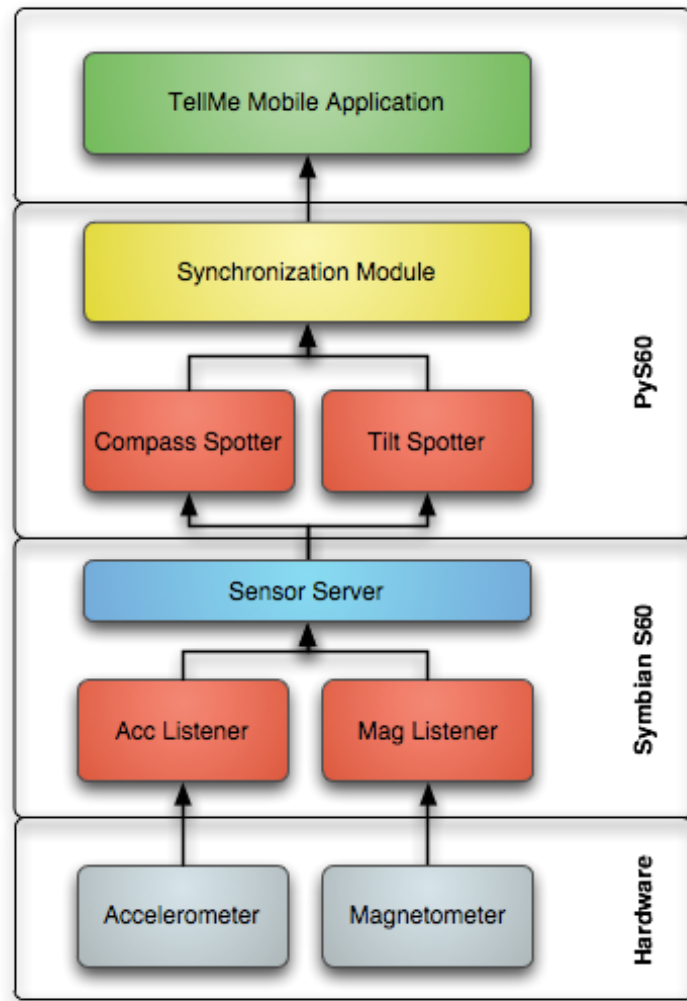 TellMe Mobile Application
Synchronization Module
Compass Spotter
Tilt Spotter
PyS60
Sensor Server
Acc Listener
Mag Listener
Symbian S60
Accelerometer
Magnetometer
Hardware